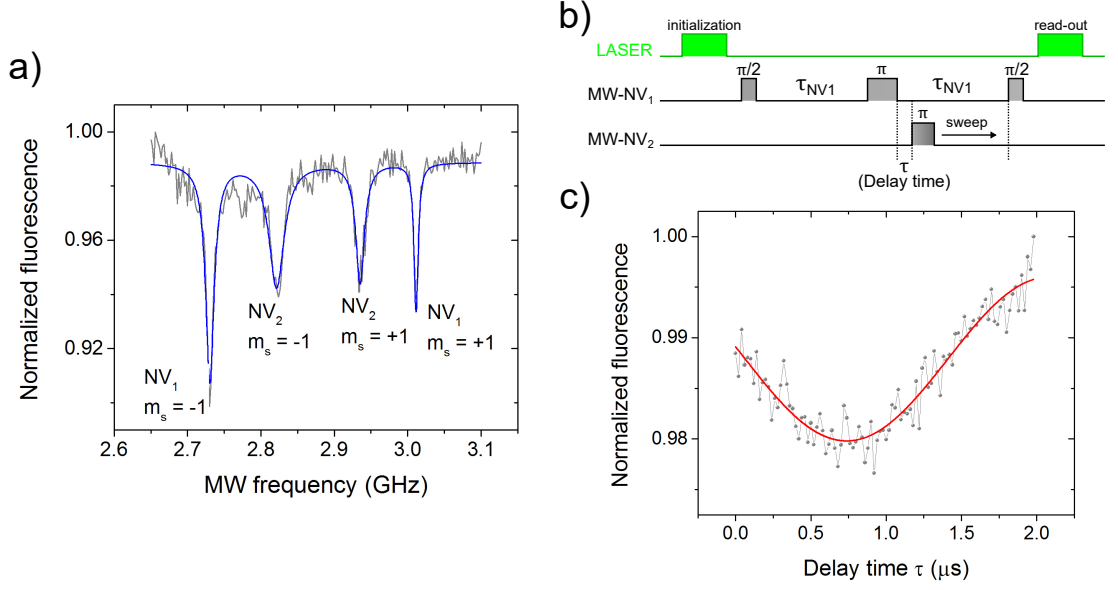 a)
Normalized fluorescence
1.00
0.96
0.92
2.6 2.7 2.8 2.9 3.0 3.1
MW frequency (GHz)
NV₁
mₛ = -1
NV₂
mₛ = -1
NV₂
mₛ = +1
NV₁
mₛ = +1
b)
initialization read-out
LASER
π/2 π π/2
MW-NV₁ τNV1 τNV1
π
MW-NV₂ sweep
τ
(Delay time)
c)
Normalized fluorescence
1.00
0.99
0.98
0.0 0.5 1.0 1.5 2.0
Delay time τ (μs)